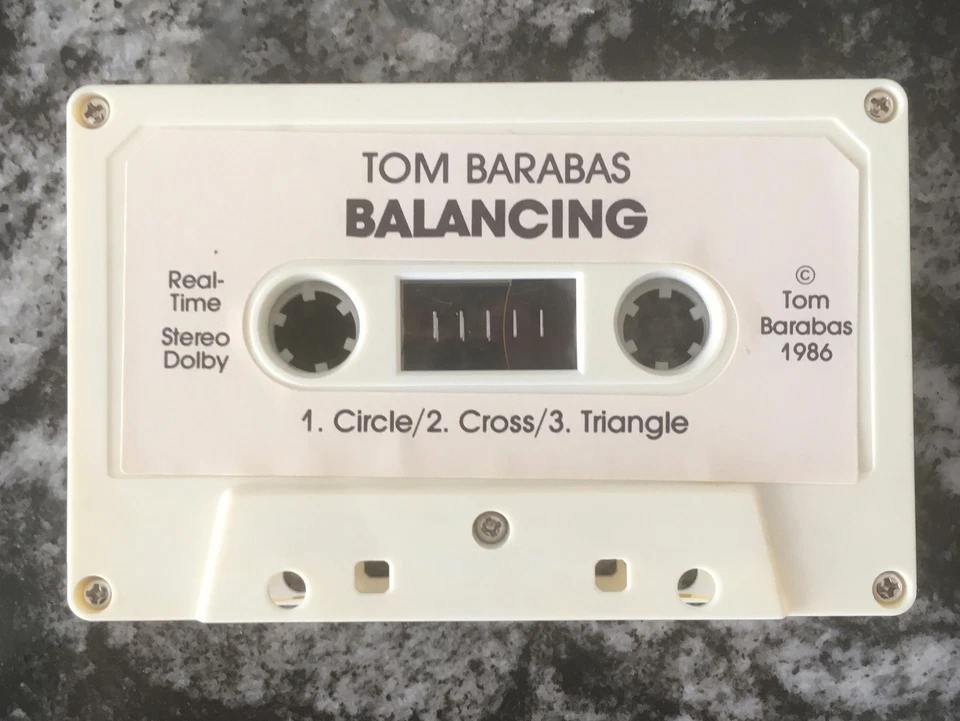 TOM BARABAS
BALANCING
Real-
Time
Stereo
Dolby
©
Tom
Barabas
1986
1. Circle/2. Cross/3. Triangle